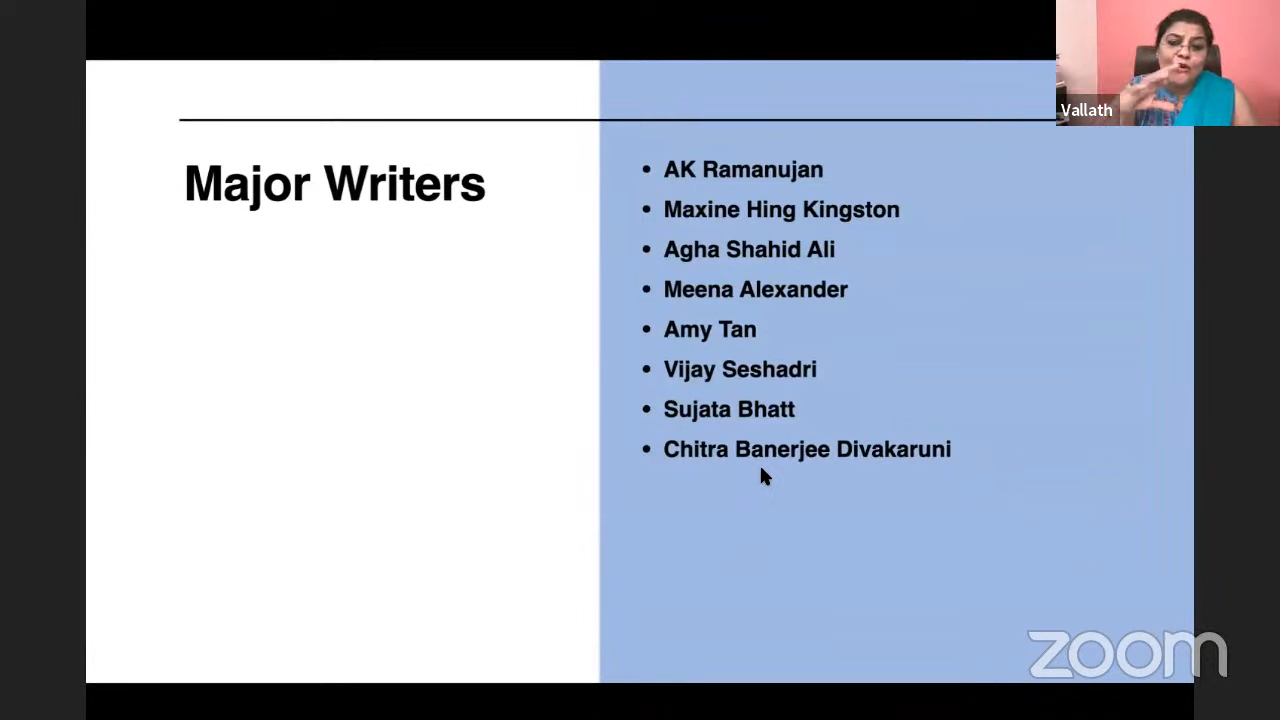 Vallath
Major Writers
• AK Ramanujan
• Maxine Hing Kingston
• Agha Shahid Ali
• Meena Alexander
• Amy Tan
• Vijay Seshadri
• Sujata Bhatt
• Chitra Banerjee Divakaruni
zoom